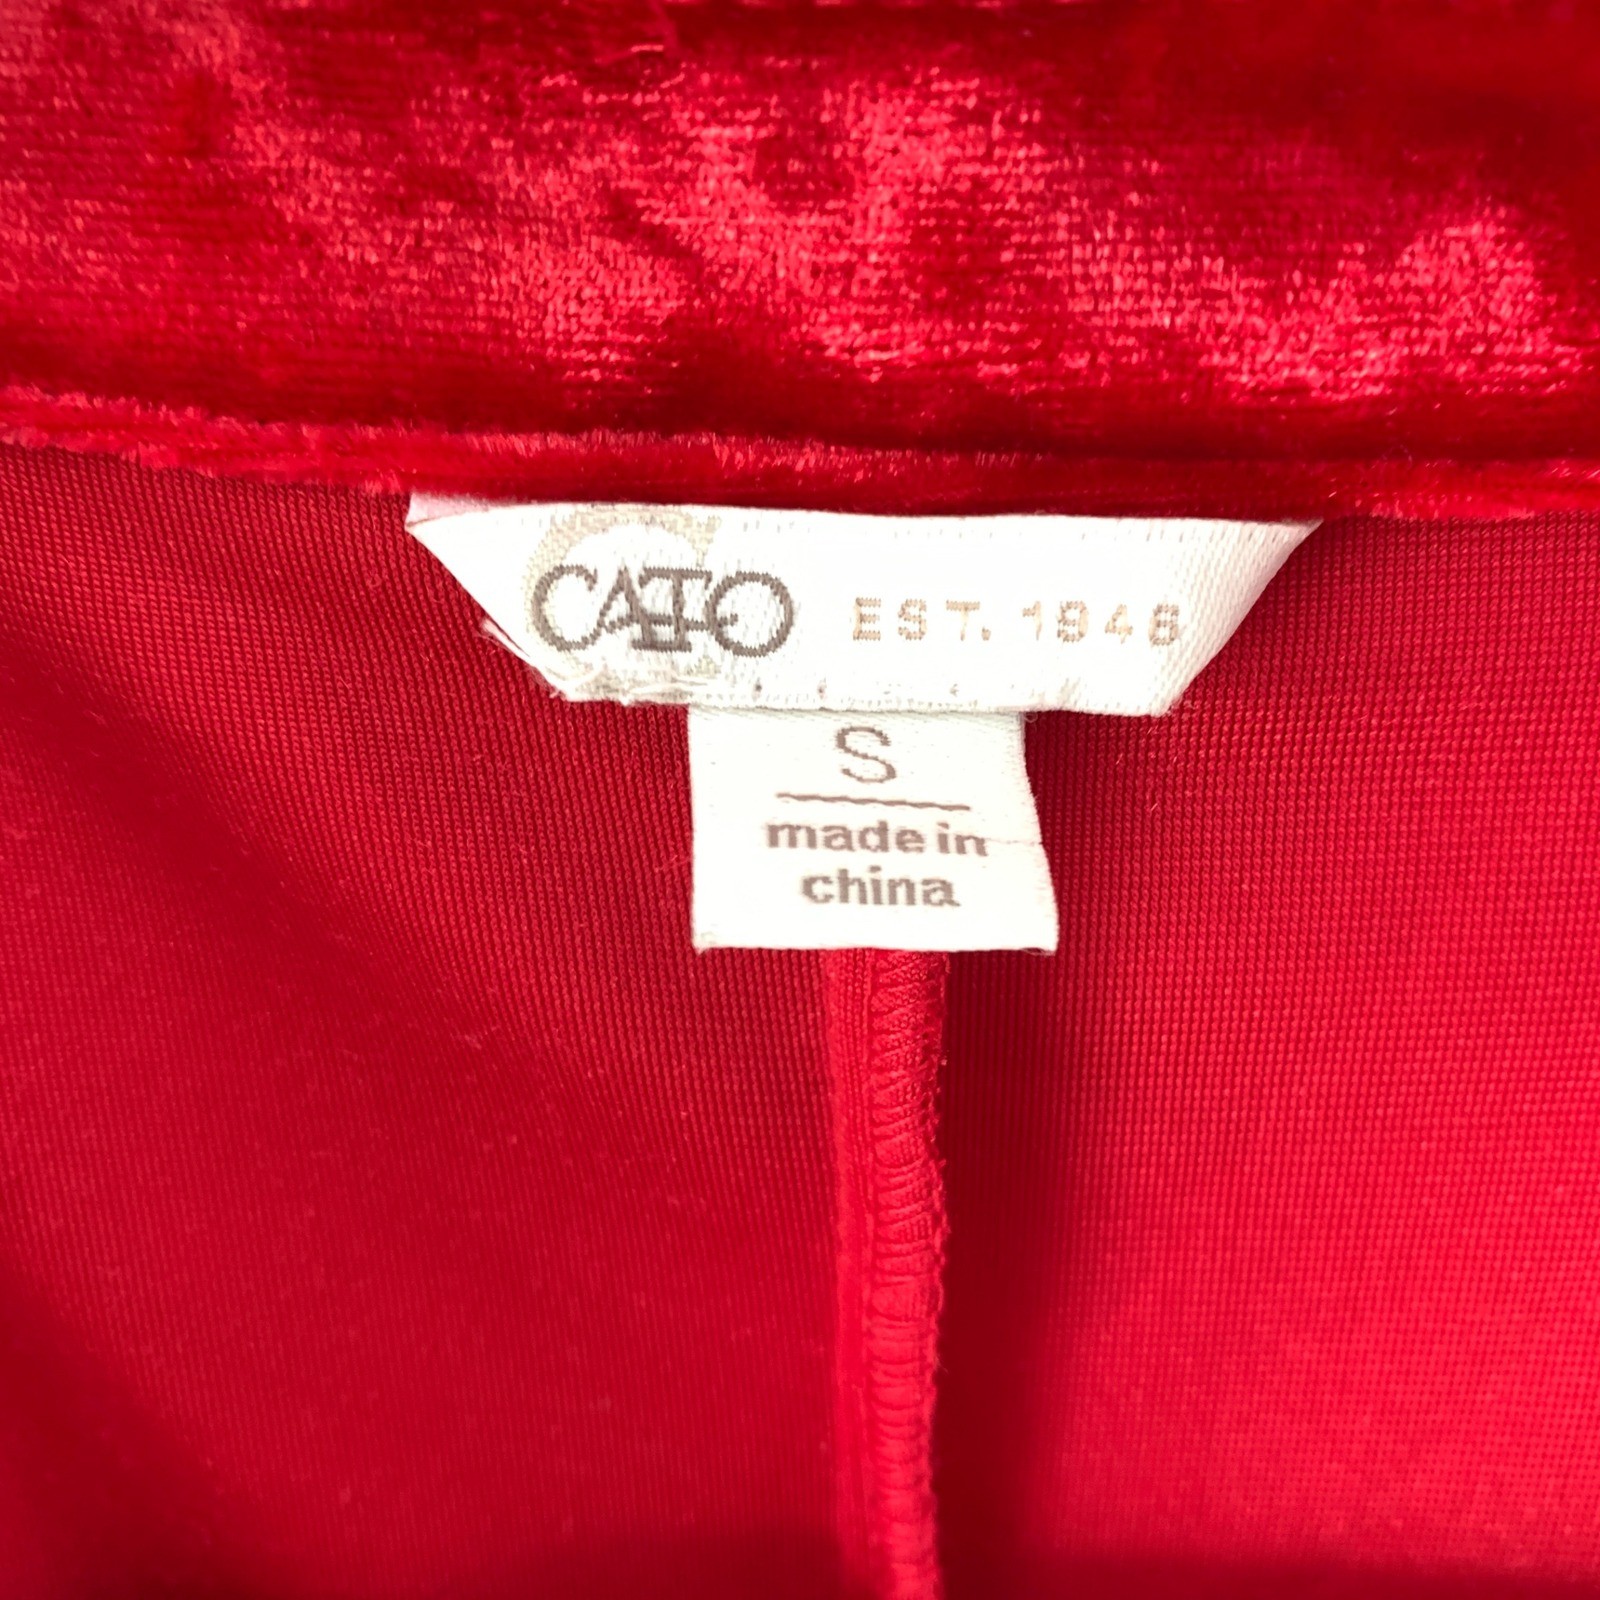 CATO EST. 1946
S
made in
china